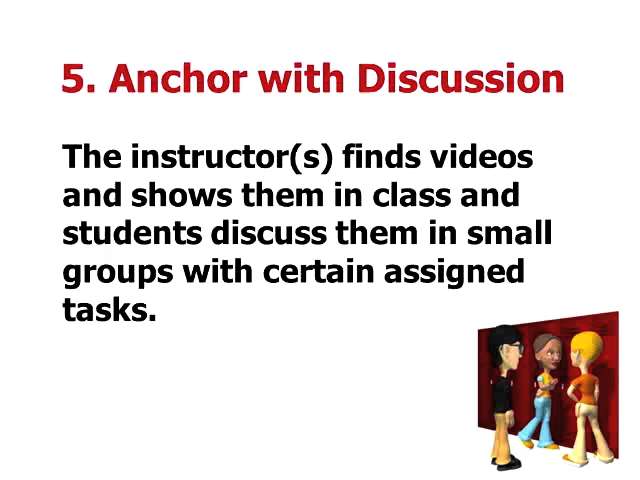 5. Anchor with Discussion
The instructor(s) finds videos
and shows them in class and
students discuss them in small
groups with certain assigned
tasks.